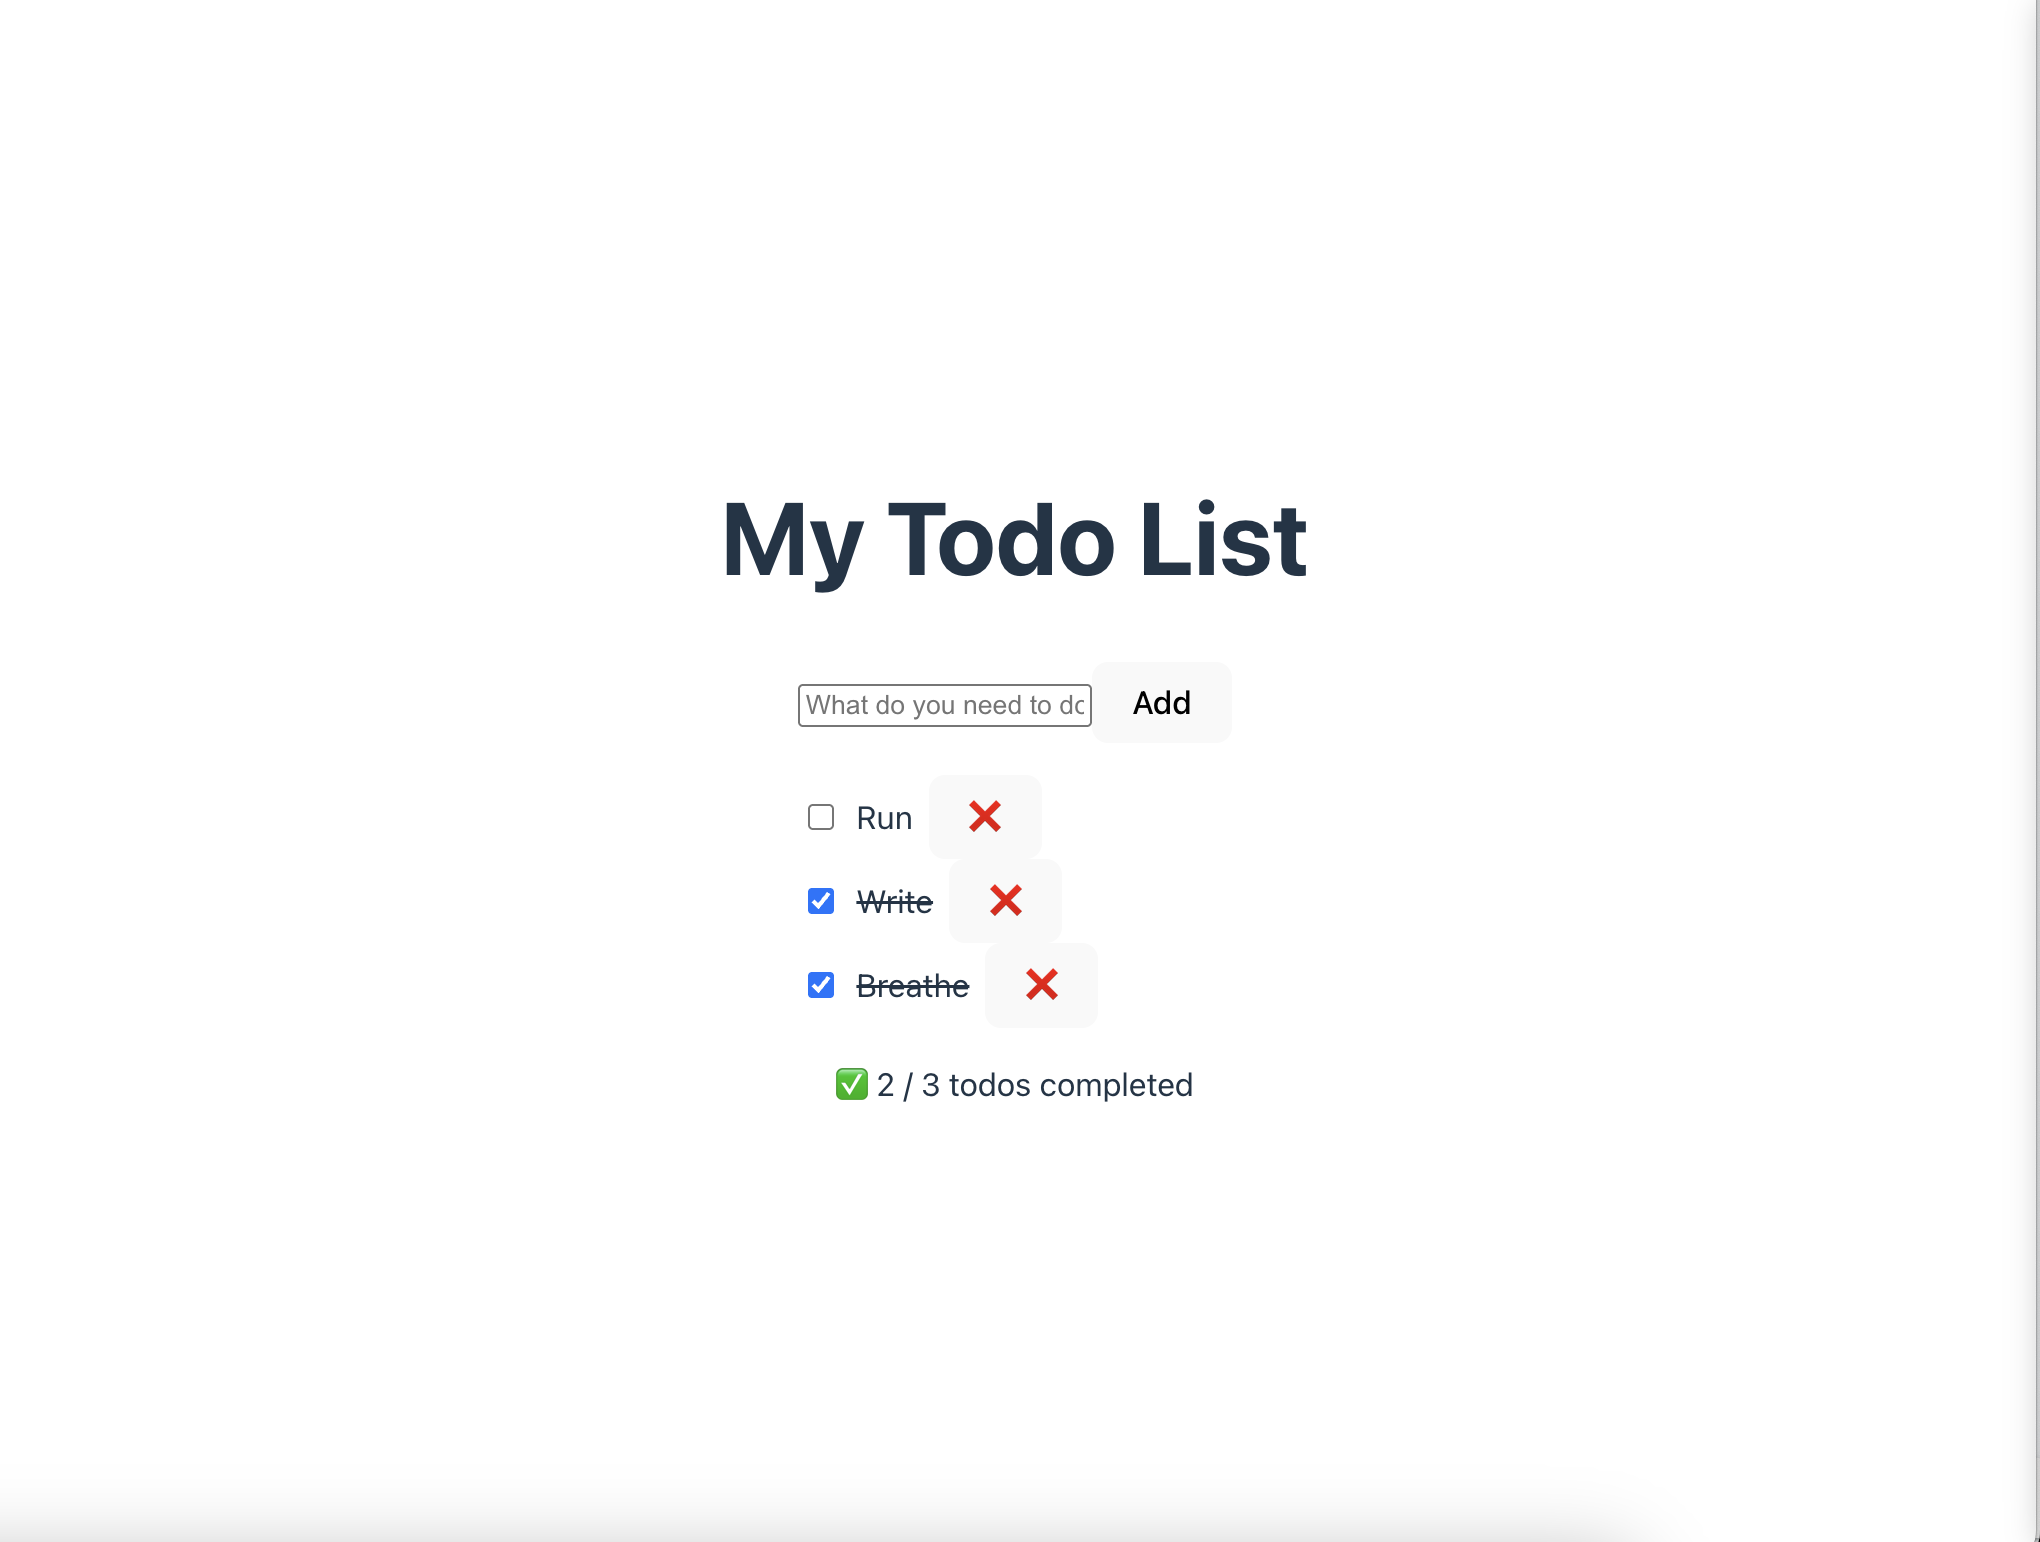 My Todo List
What do you need to dc Add
Run ❌
Write ❌
Breathe ❌
✅ 2 / 3 todos completed